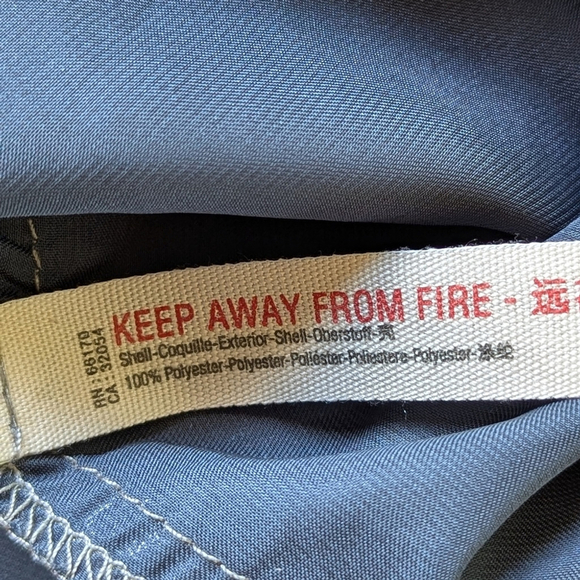 RN: 66170
CA 32054
KEEP AWAY FROM FIRE - 远
Shell-Coquille-Exterior-Shell-Oberstoff-壳
100% Polyester-Polyester-Poliéster-Poliestere-Polyester-涤纶